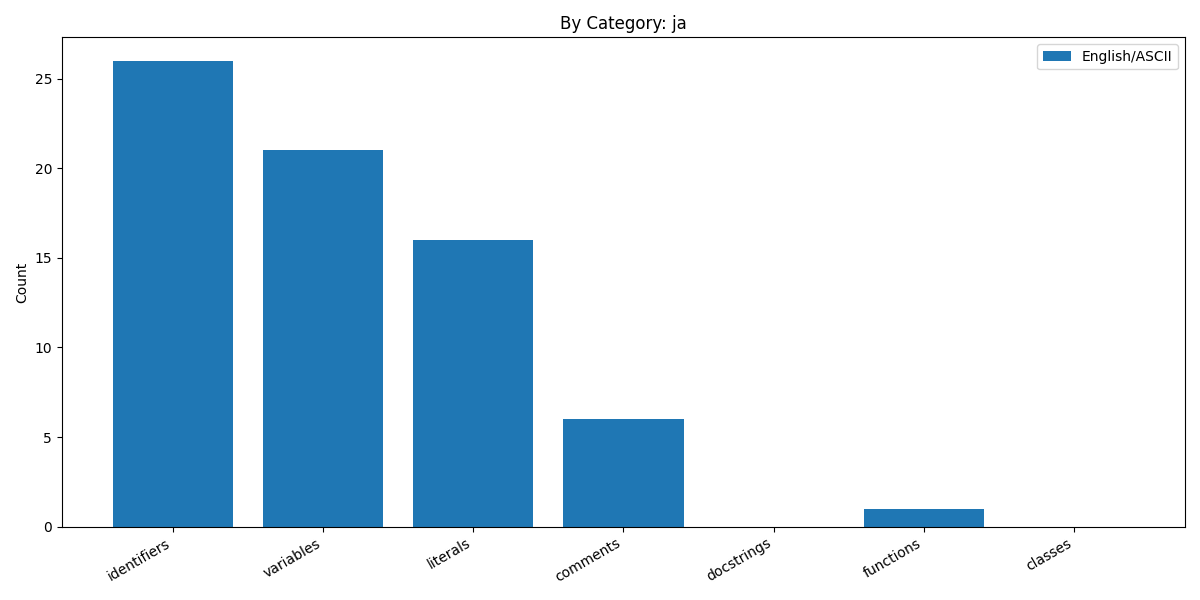 By Category: ja
English/ASCII
Count
25
20
15
10
5
0
identifiers
variables
literals
comments
docstrings
functions
classes